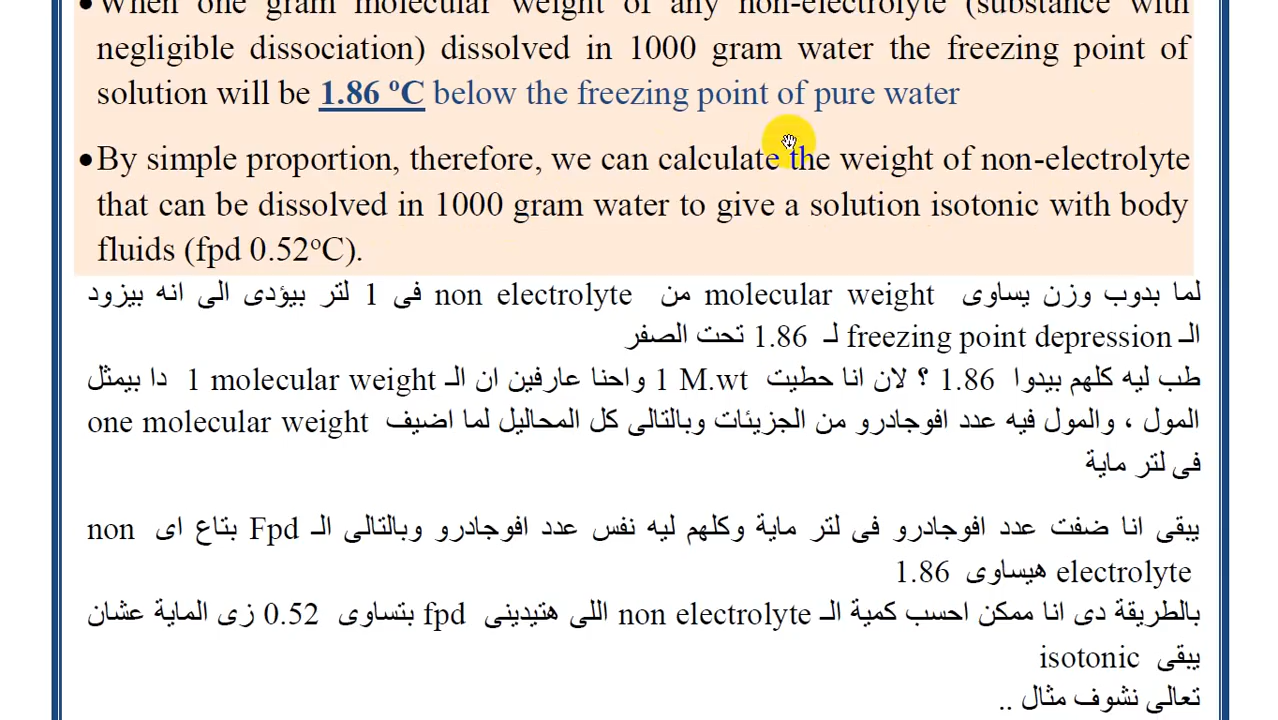 When one gram molecular weight of any non-electrolyte (substance with
negligible dissociation) dissolved in 1000 gram water the freezing point of
solution will be 1.86 ºC below the freezing point of pure water
•By simple proportion, therefore, we can calculate the weight of non-electrolyte
that can be dissolved in 1000 gram water to give a solution isotonic with body
fluids (fpd 0.52ºC).
لما بدوب وزن يساوى molecular weight من non electrolyte فى 1 لتر بيؤدى الى انه بيزود
الـ freezing point depression لـ 1.86 تحت الصفر
طب ليه كلهم بيدوا 1.86 ؟ لان انا حطيت 1 M.wt واحنا عارفين ان الـ 1 molecular weight دا بيمثل
المول ، والمول فيه عدد افوجادرو من الجزيئات وبالتالى كل المحاليل لما اضيف one molecular weight
فى لتر ماية
يبقى انا ضفت عدد افوجادرو فى لتر ماية وكلهم ليه نفس عدد افوجادرو وبالتالى الـ Fpd بتاع اى non
electrolyte هيساوى 1.86
بالطريقة دى انا ممكن احسب كمية الـ non electrolyte اللى هتيدينى fpd بتساوى 0.52 زى الماية عشان
يبقى isotonic
تعالى نشوف مثال ..